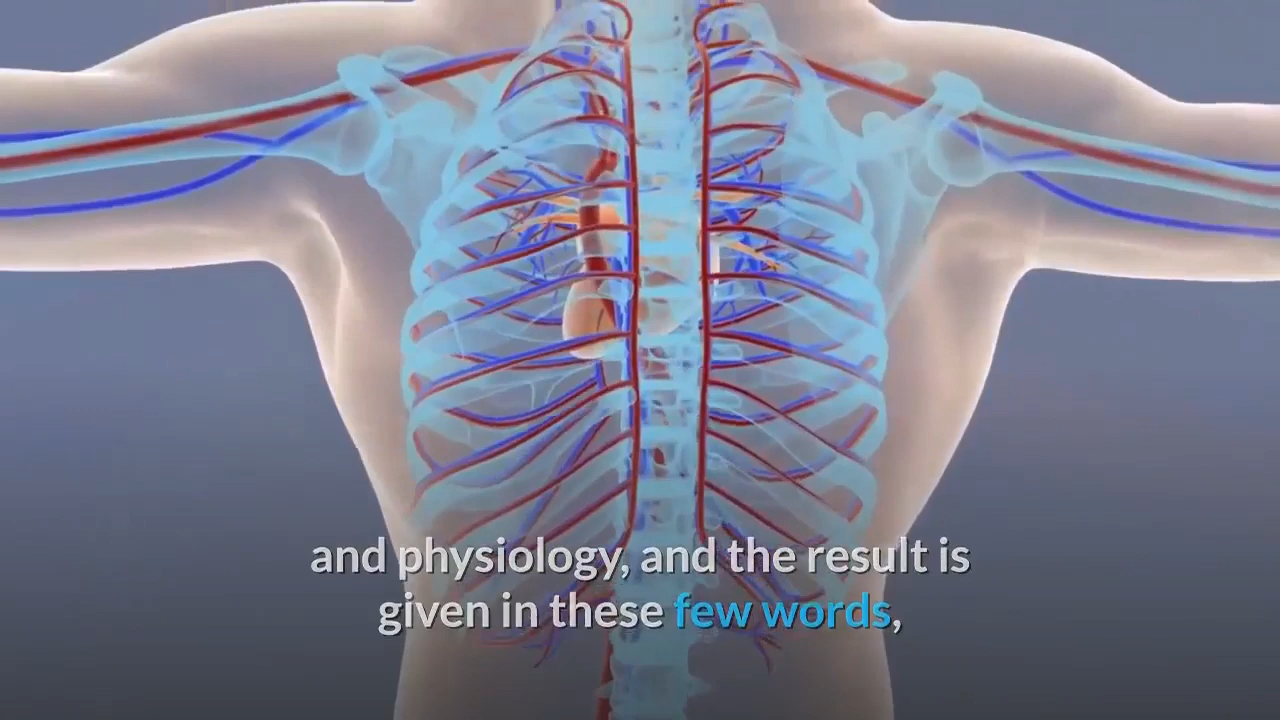 and physiology, and the result is
given in these few words,